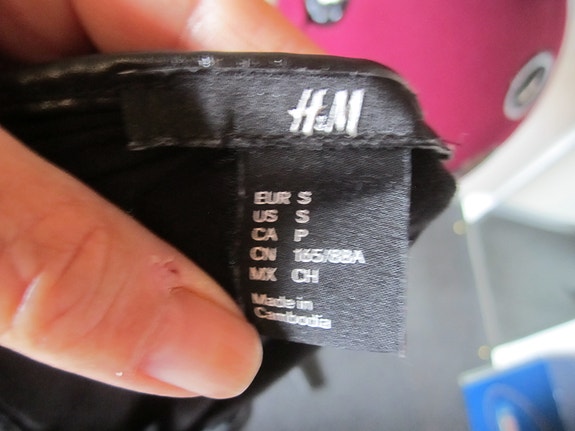 H&M
EUR S
US S
CA P
CN 165/88A
MX CH
Made in
Cambodia